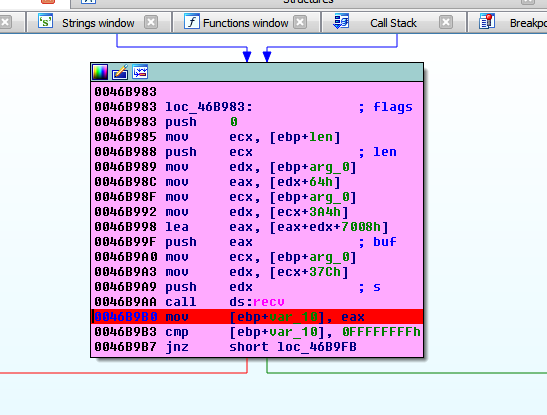 Structures
's' Strings window
f Functions window
Call Stack
Breakpo
0046B983
0046B983 loc_46B983: ; flags
0046B983 push 0
0046B985 mov ecx, [ebp+len]
0046B988 push ecx ; len
0046B989 mov edx, [ebp+arg_0]
0046B98C mov eax, [edx+64h]
0046B98F mov ecx, [ebp+arg_0]
0046B992 mov edx, [ecx+3A4h]
0046B998 lea eax, [eax+edx+7008h]
0046B99F push eax ; buf
0046B9A0 mov ecx, [ebp+arg_0]
0046B9A3 mov edx, [ecx+37Ch]
0046B9A9 push edx ; s
0046B9AA call ds:recv
0046B9B0 mov [ebp+var_10], eax
0046B9B3 cmp [ebp+var_10], 0FFFFFFFFh
0046B9B7 jnz short loc_46B9FB